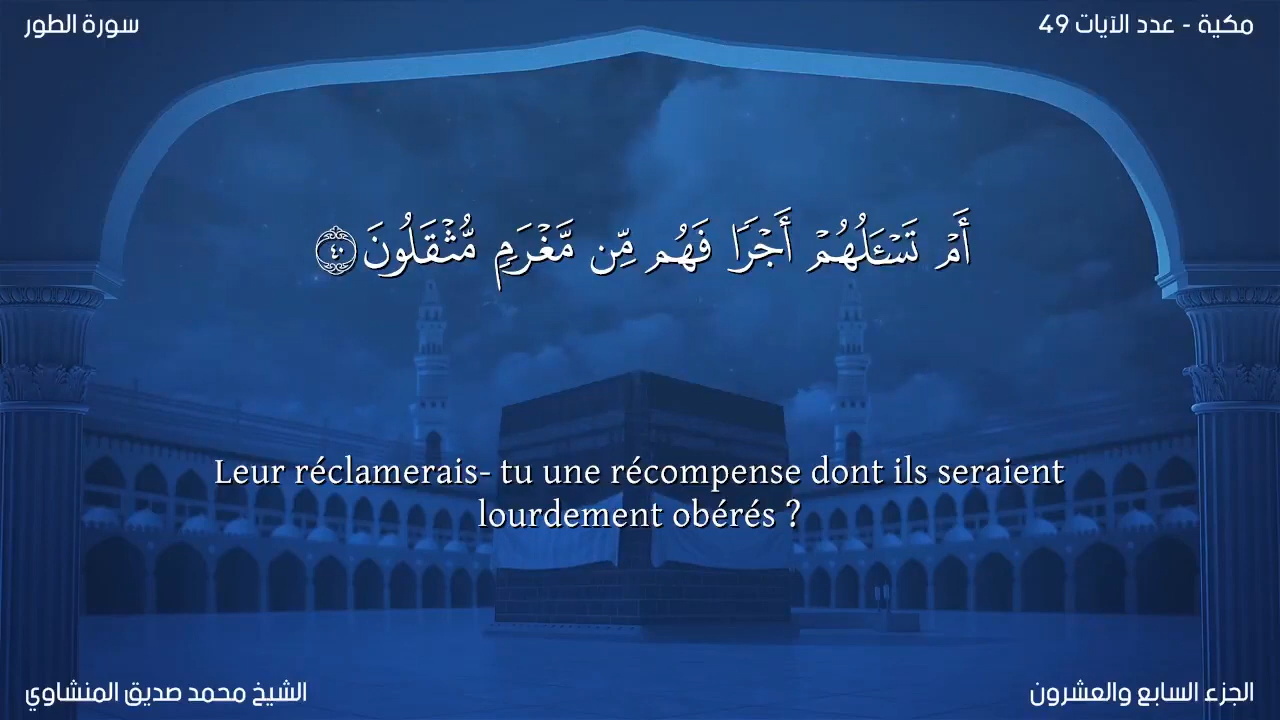 سورة الطور
مكية - عدد الآيات 49
أَمْ تَسْـَٔلُهُمْ أَجْرًا فَهُم مِّن مَّغْرَمٍ مُّثْقَلُونَ ٤٠
Leur réclamerais- tu une récompense dont ils seraient
lourdement obérés ?
الشيخ محمد صديق المنشاوي
الجزء السابع والعشرون